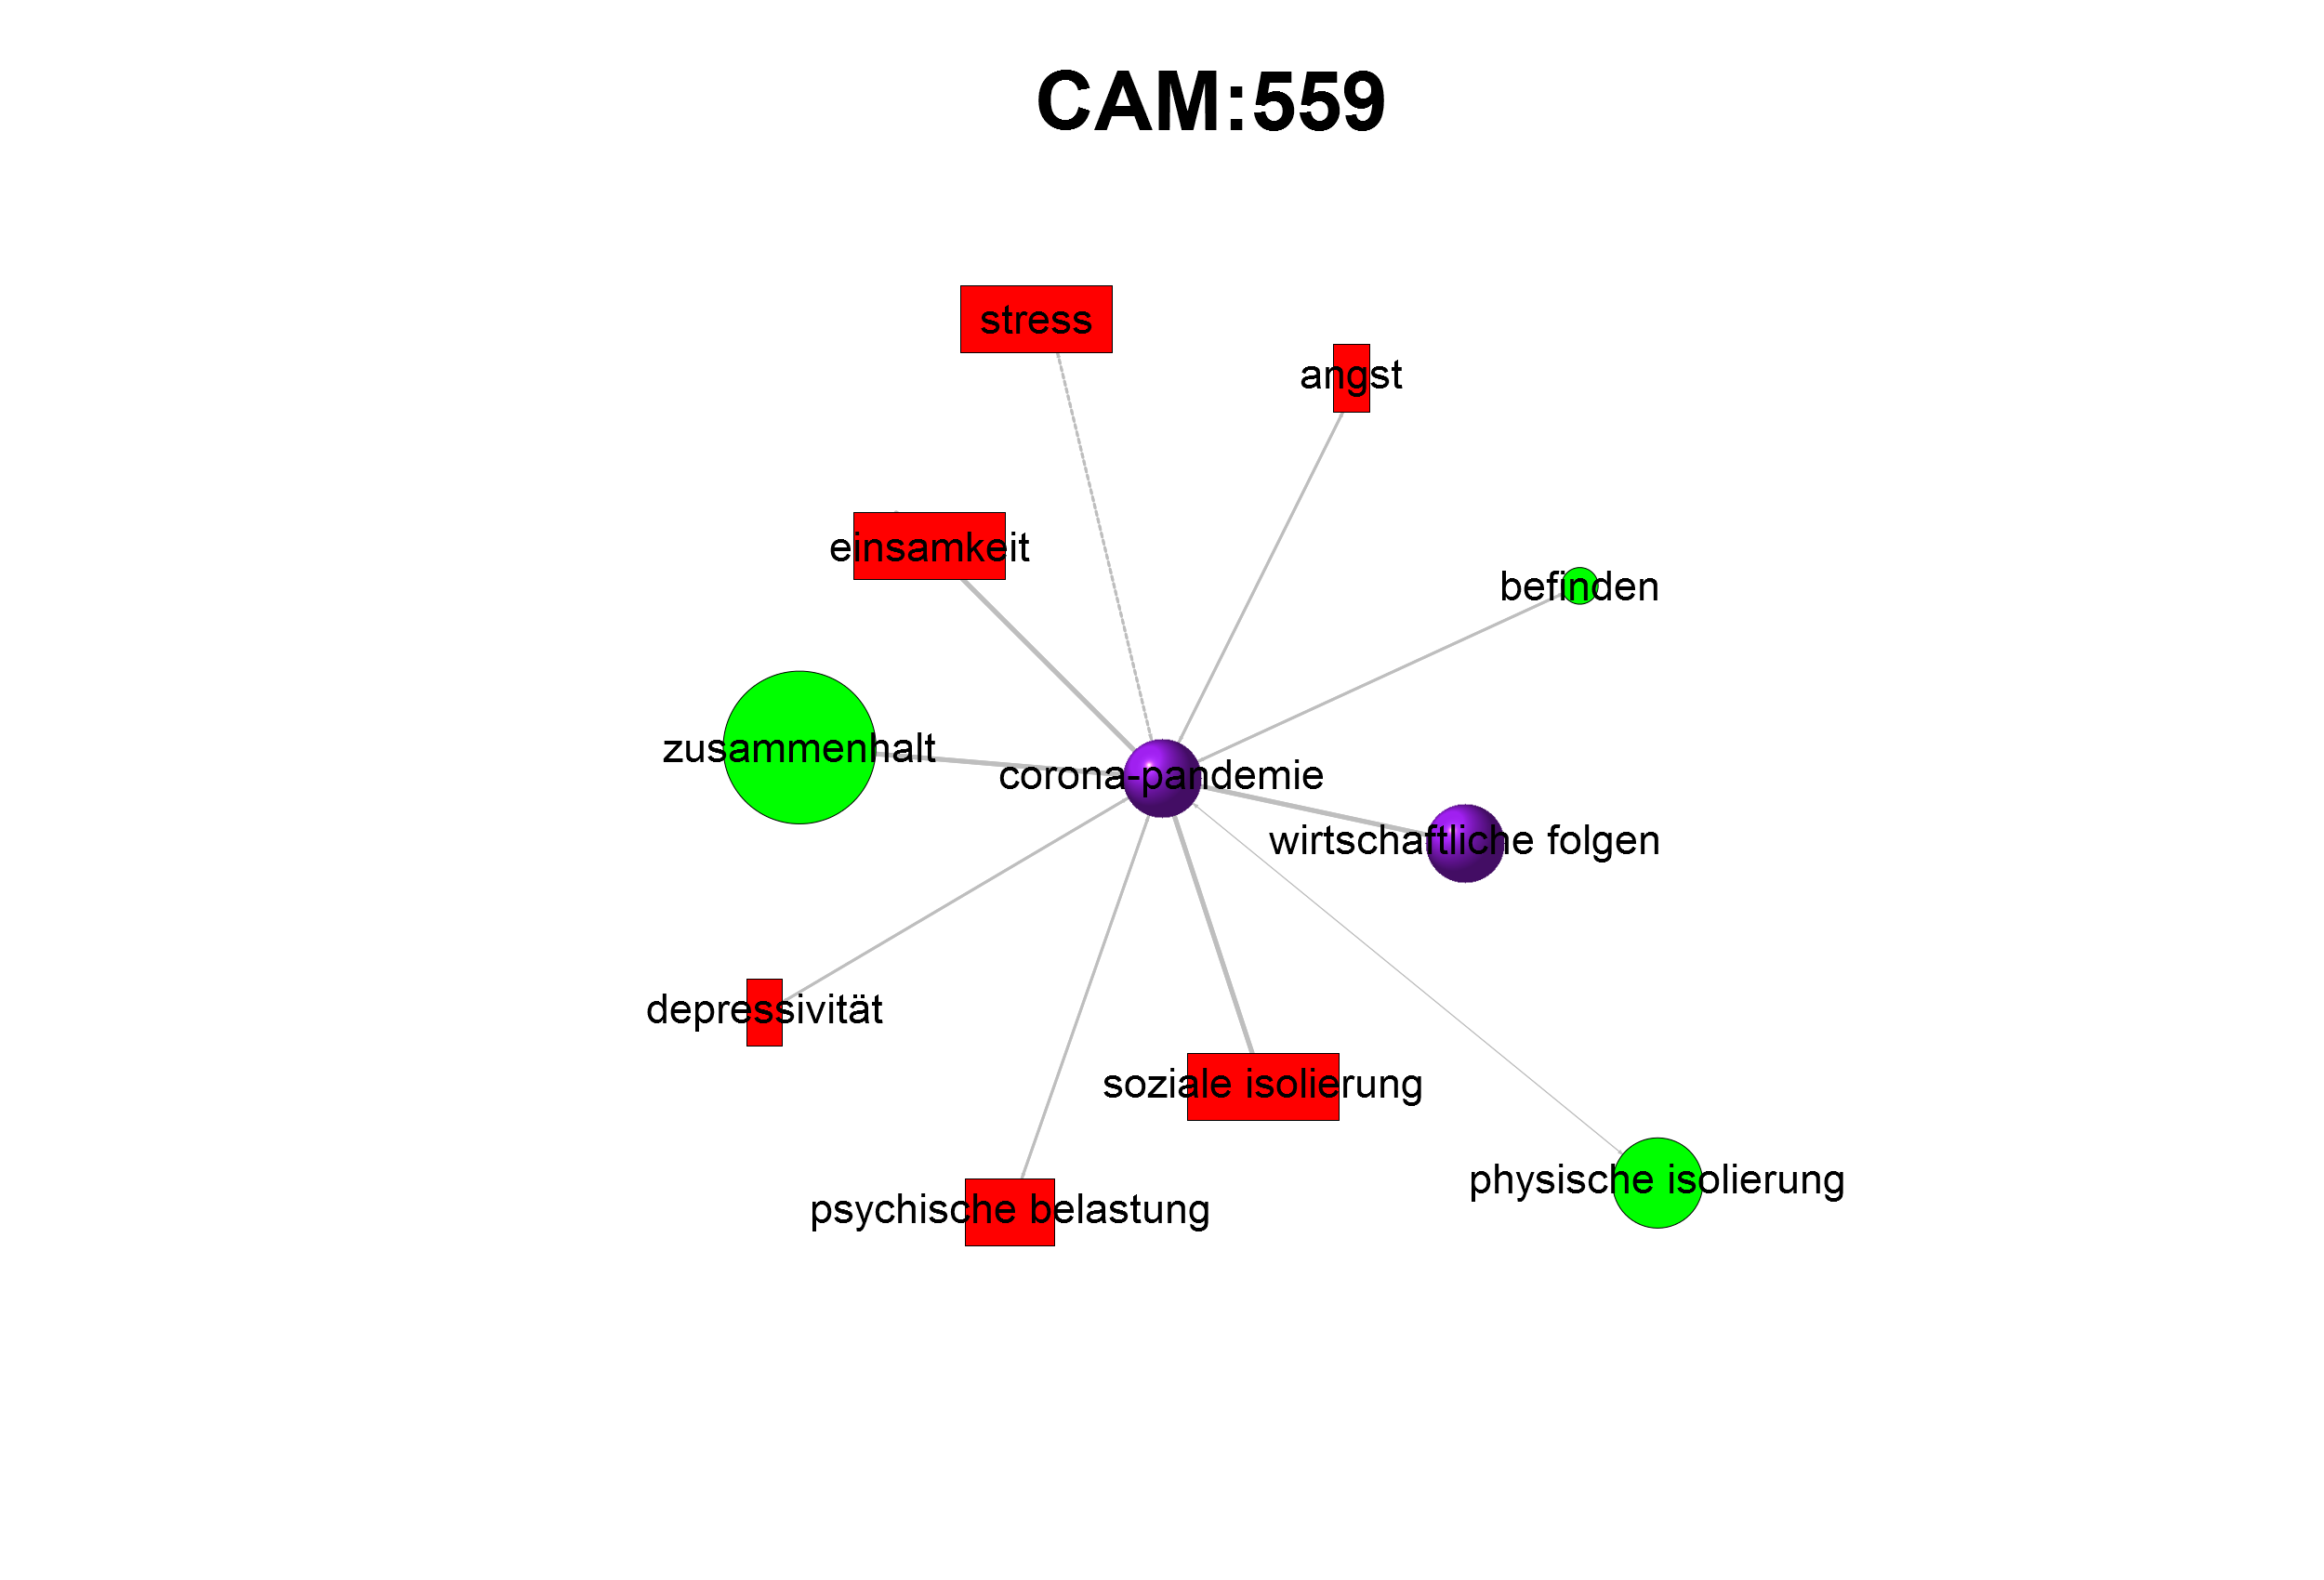 CAM:559
stress
angst
einsamkeit
befinden
zusammenhalt
corona-pandemie
wirtschaftliche folgen
depressivität
soziale isolierung
physische isolierung
psychische belastung